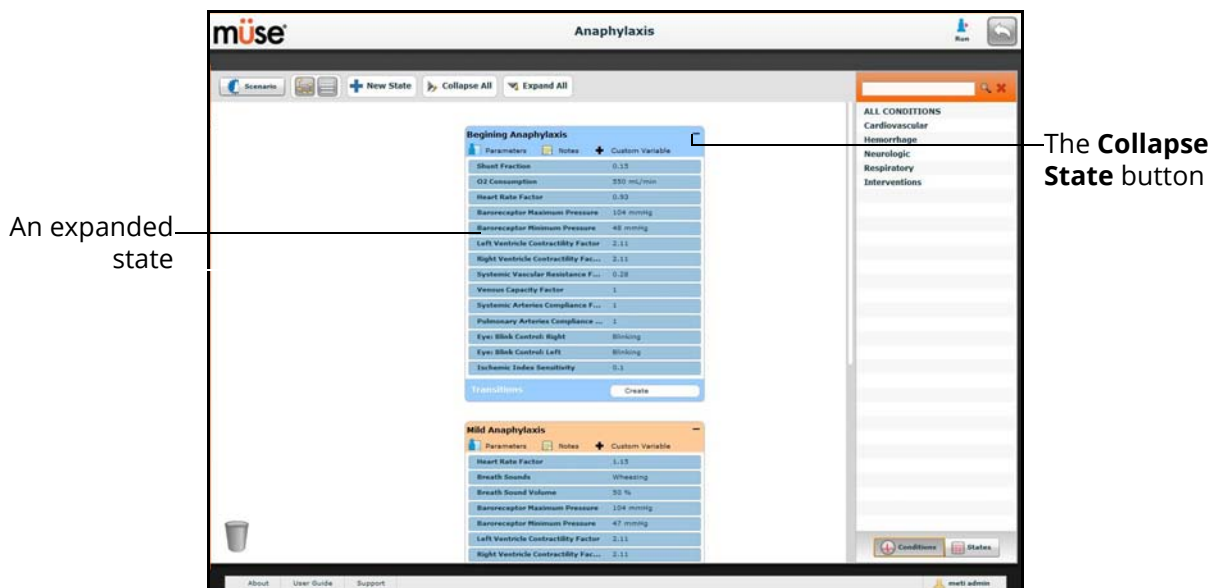 müse
Anaphylaxis
Run
Scenario
New State
Collapse All
Expand All
Begining Anaphylaxis
Parameters Notes Custom Variable
Shunt Fraction 0.15
O2 Consumption 350 mL/min
Heart Rate Factor 0.93
Baroreceptor Maximum Pressure 104 mmHg
Baroreceptor Minimum Pressure 48 mmHg
Left Ventricle Contractility Factor 2.11
Right Ventricle Contractility Fac... 2.11
Systemic Vascular Resistance F... 0.28
Venous Capacity Factor 1
Systemic Arteries Compliance F... 1
Pulmonary Arteries Compliance ... 1
Eye: Blink Control: Right Blinking
Eye: Blink Control: Left Blinking
Ischemic Index Sensitivity 0.1
Transitions Create
Mild Anaphylaxis
Parameters Notes Custom Variable
Heart Rate Factor 1.15
Breath Sounds Wheezing
Breath Sound Volume 50 %
Baroreceptor Maximum Pressure 104 mmHg
Baroreceptor Minimum Pressure 47 mmHg
Left Ventricle Contractility Factor 2.11
Right Ventricle Contractility Fac... 2.11
ALL CONDITIONS
Cardiovascular
Hemorrhage
Neurologic
Respiratory
Interventions
Conditions States
About User Guide Support
meti admin
An expanded
state
The Collapse
State button